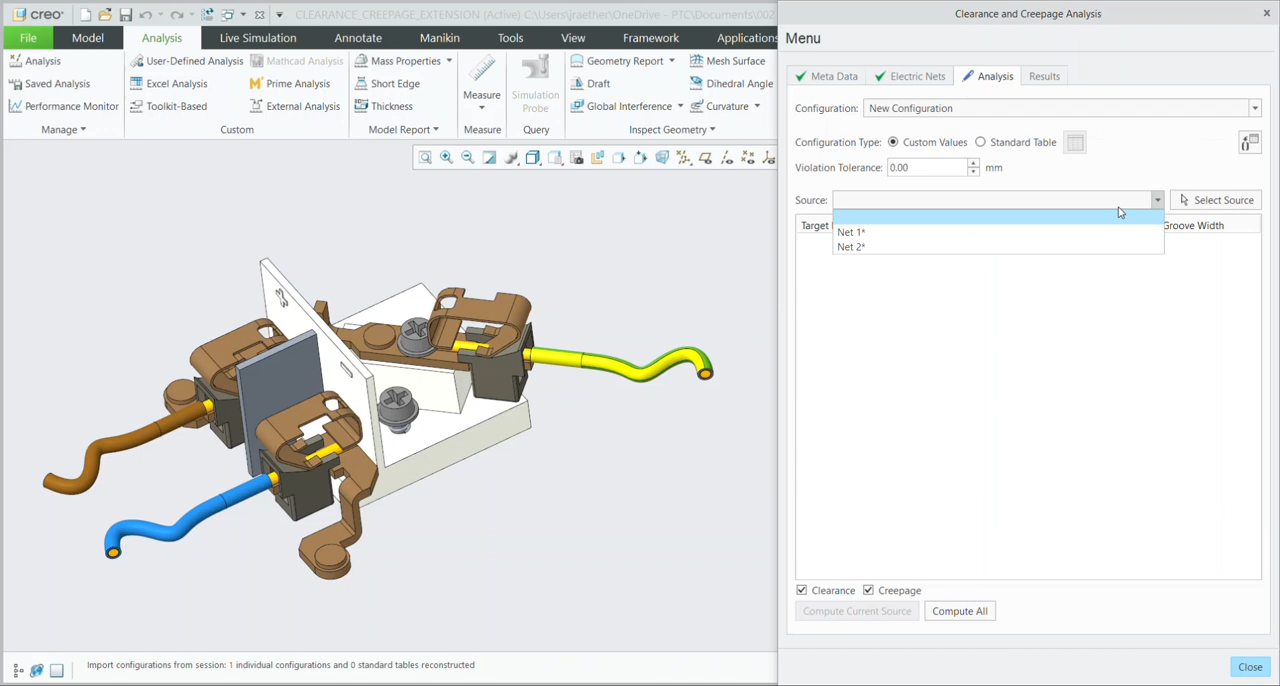 creo°
CLEARANCE_CREEPAGE_EXTENSION (Active) C:\Users\jraether\OneDrive - PTC\Documents\002
File Model Analysis Live Simulation Annotate Manikin Tools View Framework Applications
Analysis
Saved Analysis
Performance Monitor
Manage
User-Defined Analysis Mathcad Analysis
Excel Analysis Prime Analysis
Toolkit-Based External Analysis
Custom
Mass Properties
Short Edge
Thickness
Model Report
Measure
Measure
Simulation
Probe
Query
Geometry Report Mesh Surface
Draft Dihedral Angle
Global Interference Curvature
Inspect Geometry
Import configurations from session: 1 individual configurations and 0 standard tables reconstructed
Clearance and Creepage Analysis
Menu
Meta Data Electric Nets Analysis Results
Configuration: New Configuration
Configuration Type: Custom Values Standard Table
Violation Tolerance: 0.00 mm
Source: Select Source
Target Groove Width
Net 1*
Net 2*
Clearance Creepage
Compute Current Source Compute All
Close